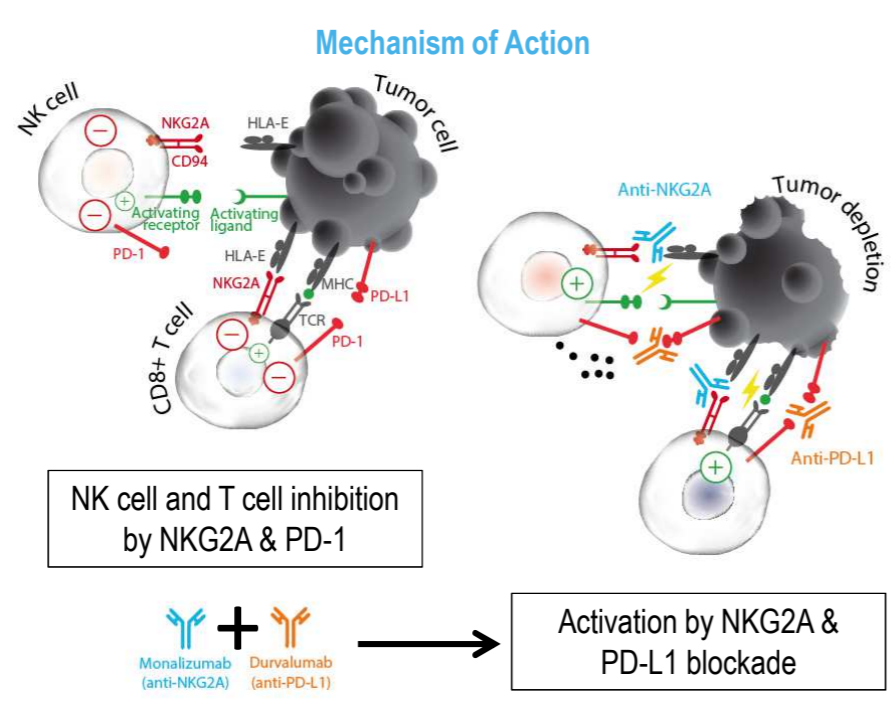 Mechanism of Action
NK cell
NKG2A
CD94
HLA-E
Tumor cell
Activating receptor
Activating ligand
PD-1
HLA-E
NKG2A
MHC
PD-L1
TCR
PD-1
CD8+ T cell
Anti-NKG2A
Tumor depletion
Anti-PD-L1
NK cell and T cell inhibition
by NKG2A & PD-1
Monalizumab
(anti-NKG2A)
Durvalumab
(anti-PD-L1)
Activation by NKG2A &
PD-L1 blockade